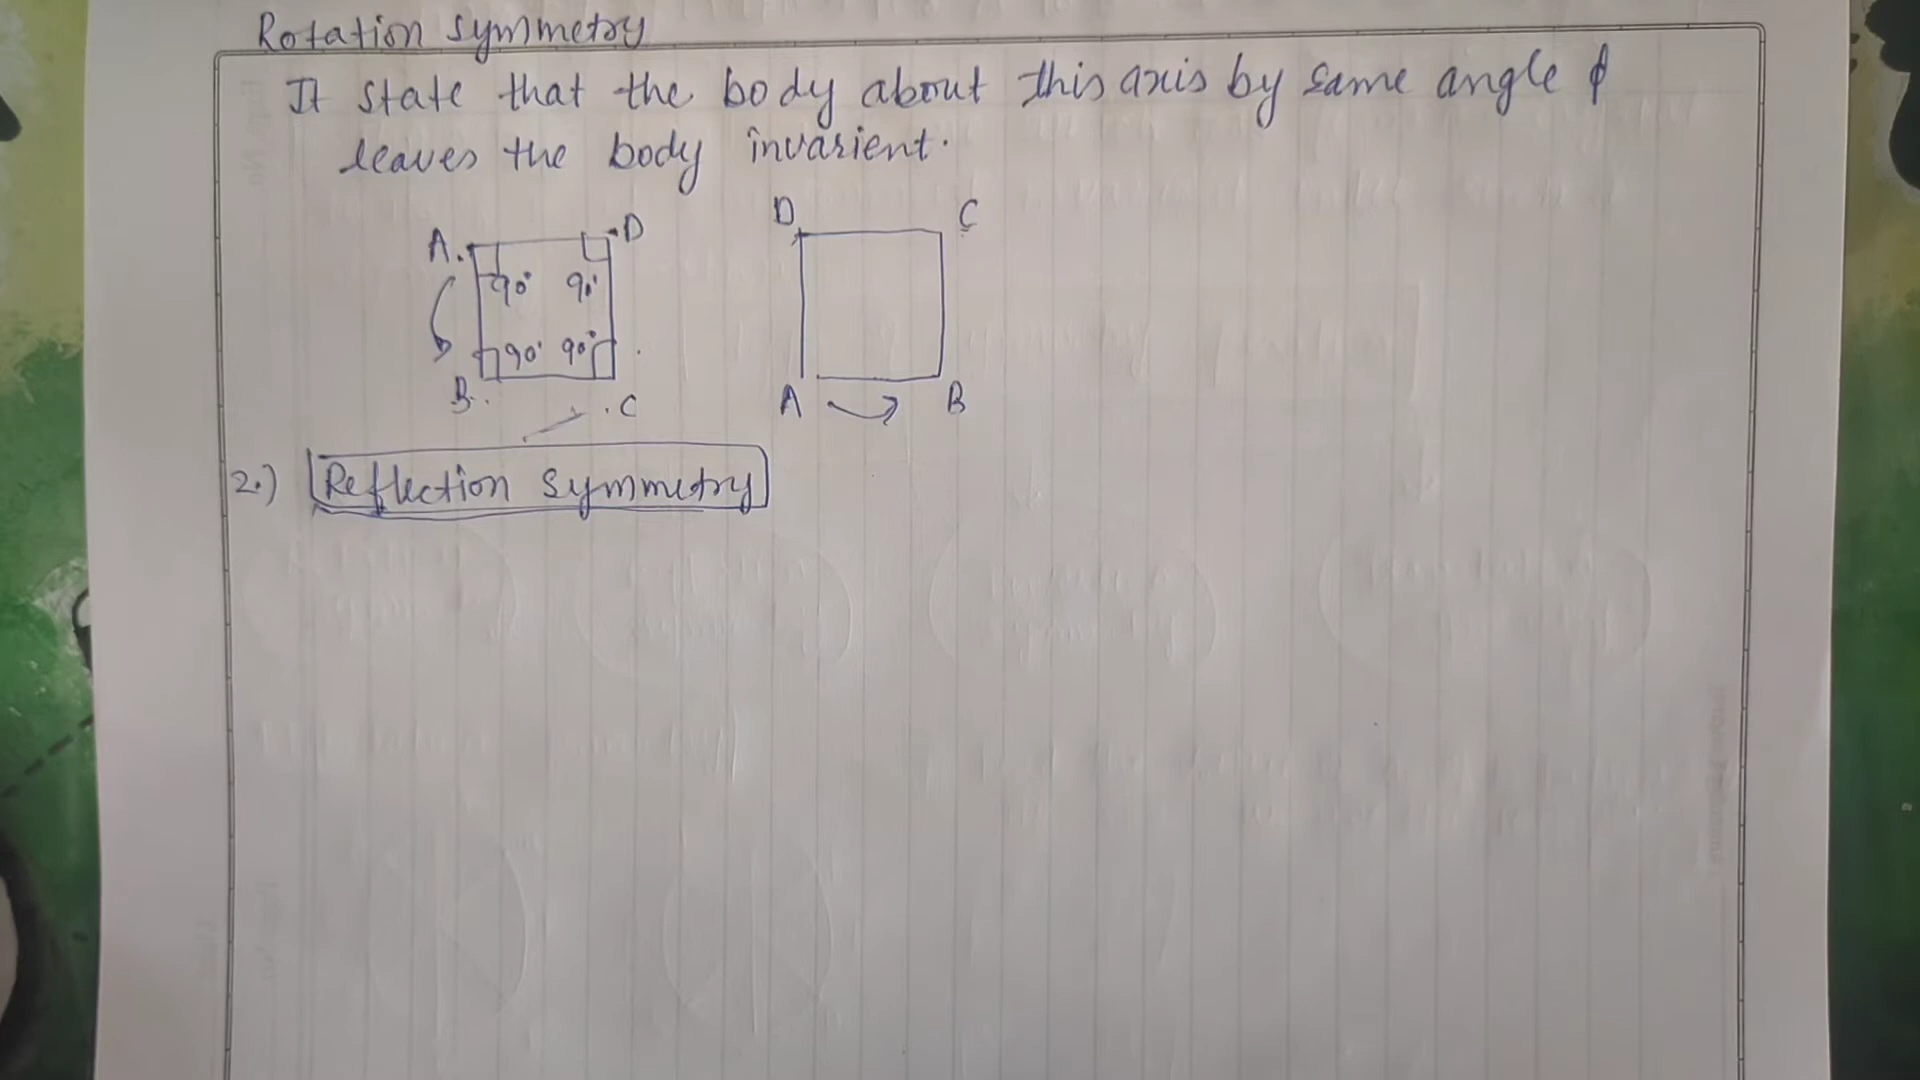 Rotation symmetry
It state that the body about this axis by same angle ϕ
leaves the body invarient.
A. D
90° 90°
90° 90°
B. C
D C
A B
2.) Reflection symmetry